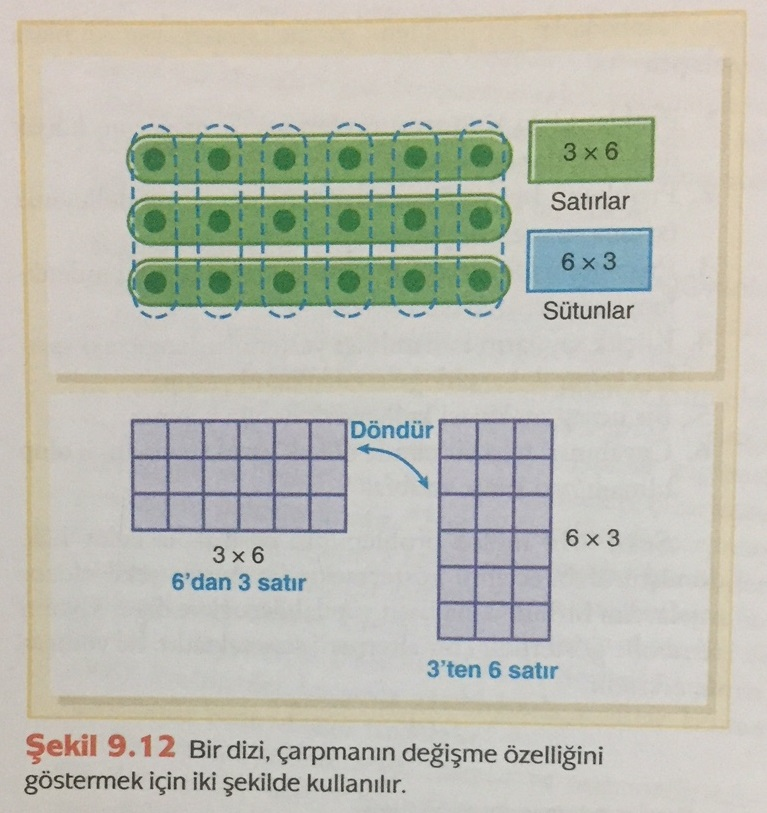 3 × 6
Satırlar
6 × 3
Sütunlar
Döndür
3 × 6
6’dan 3 satır
6 × 3
3’ten 6 satır
Şekil 9.12 Bir dizi, çarpmanın değişme özelliğini
göstermek için iki şekilde kullanılır.